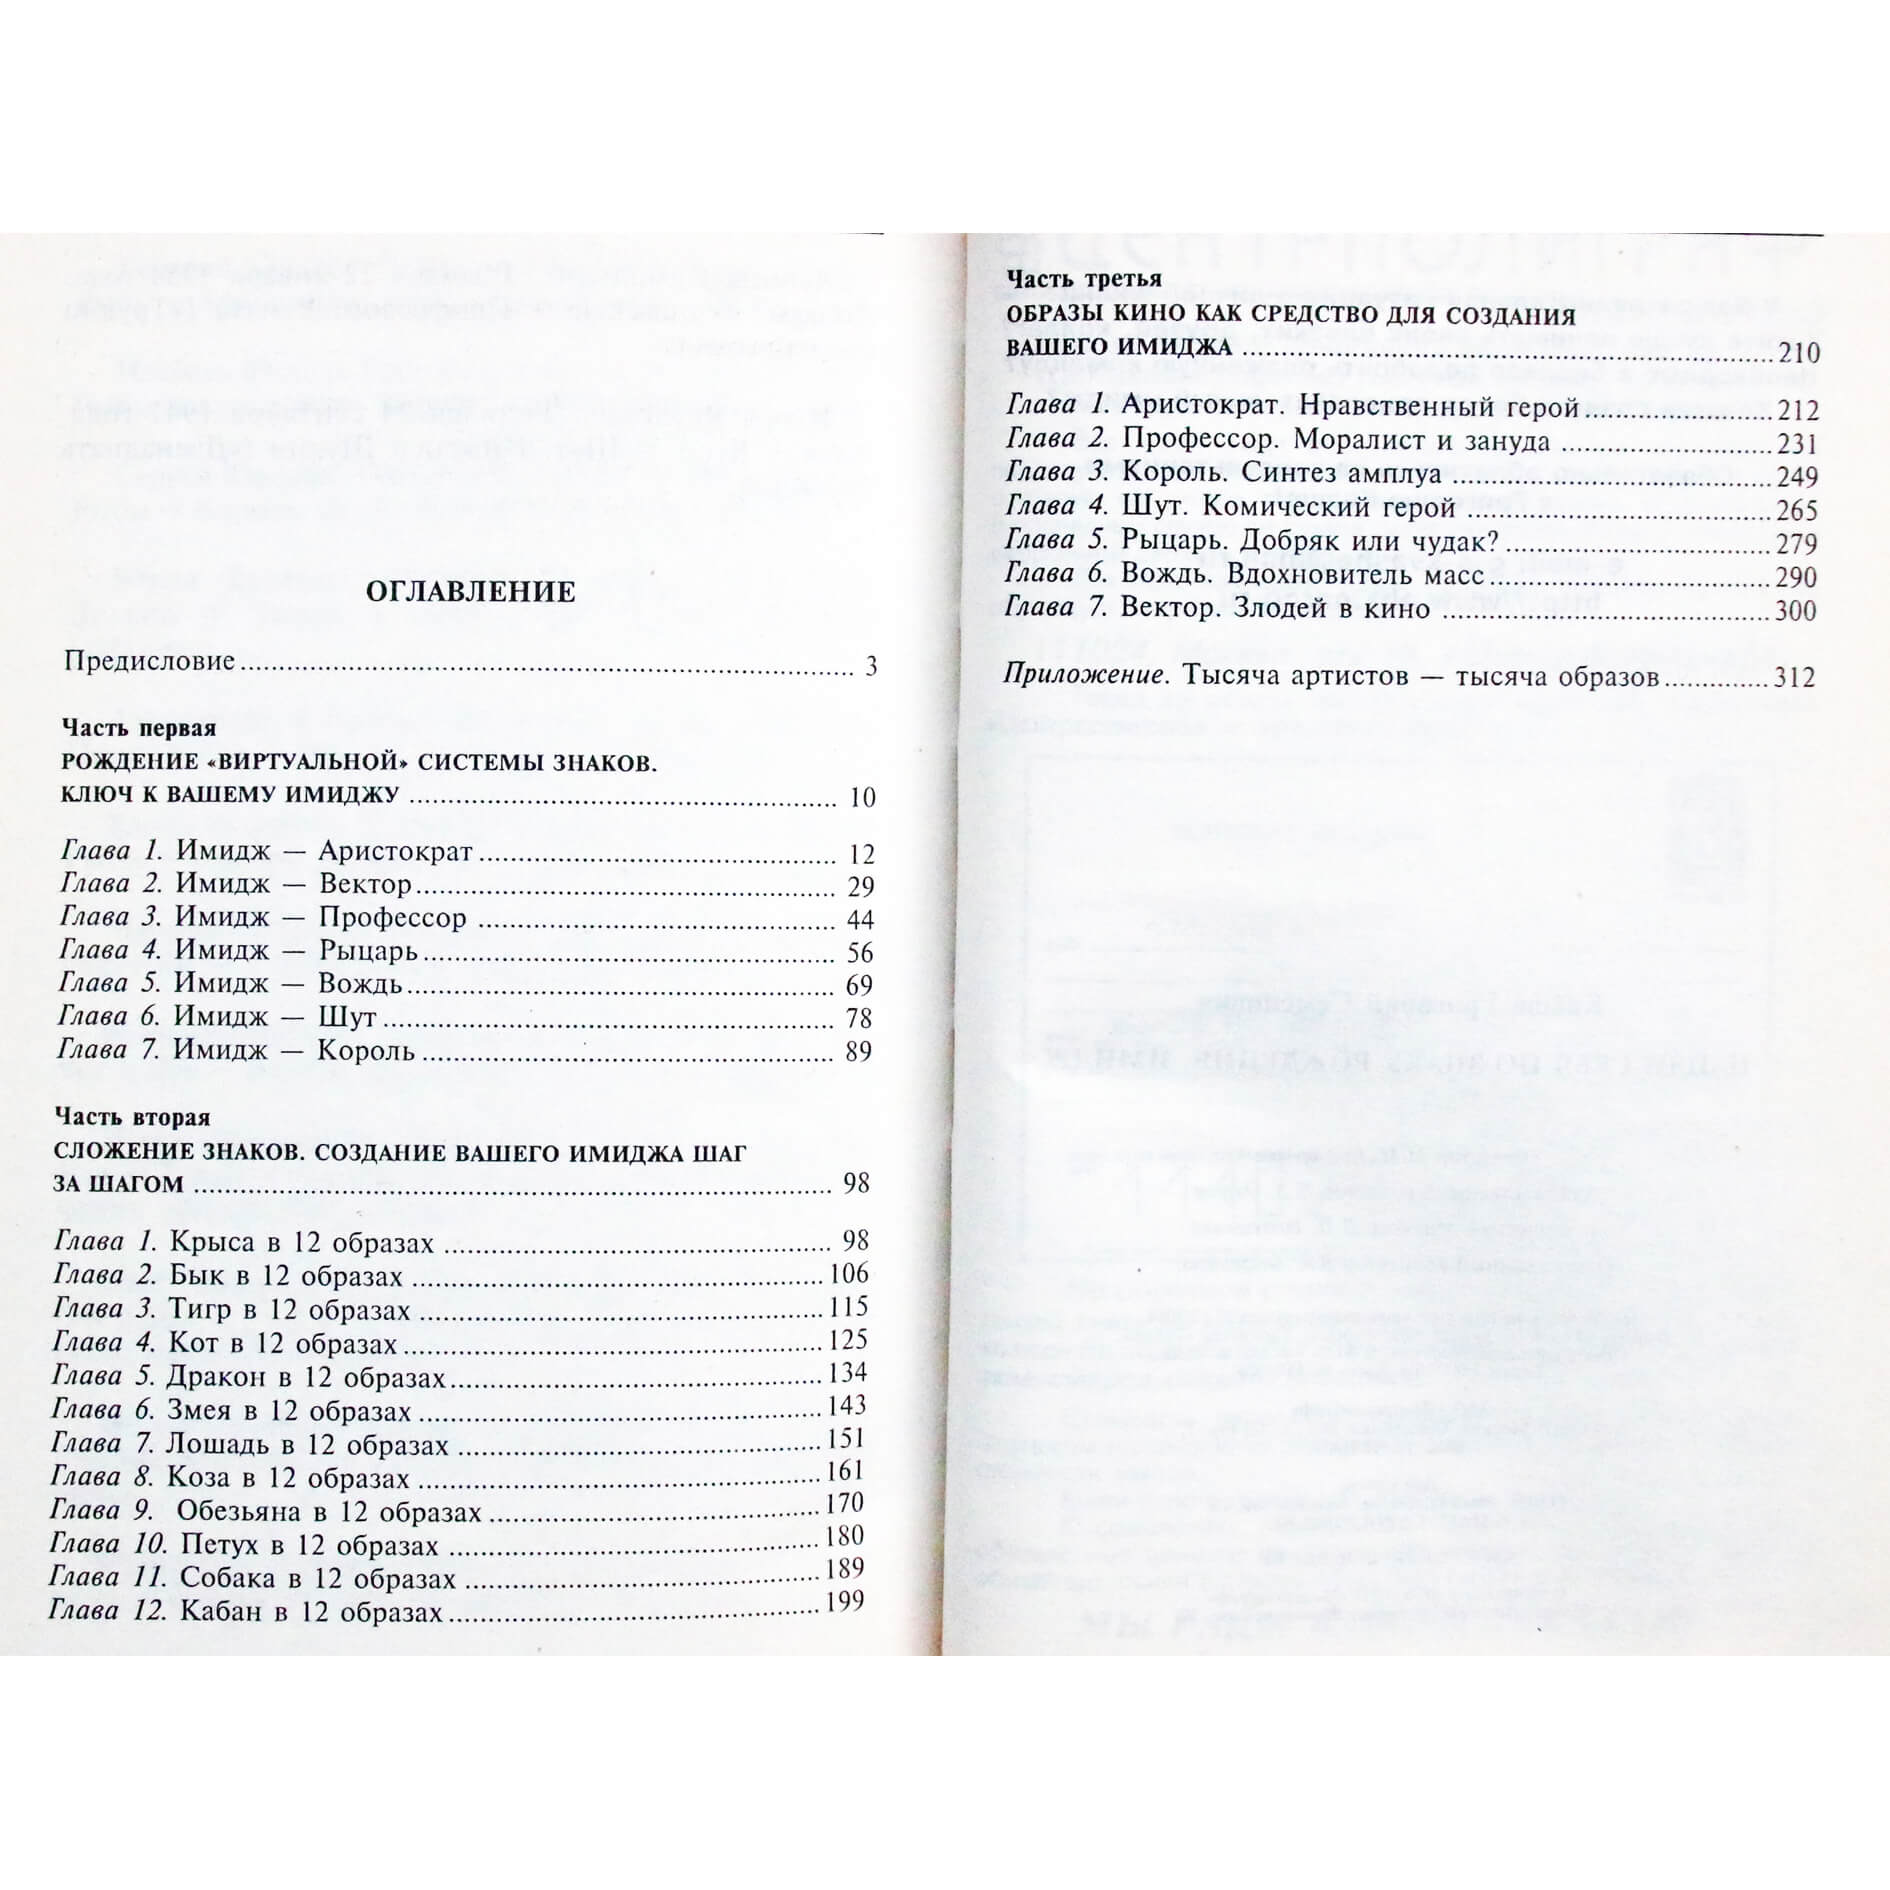 ОГЛАВЛЕНИЕ
Предисловие.......... 3
Часть первая
РОЖДЕНИЕ «ВИРТУАЛЬНОЙ» СИСТЕМЫ ЗНАКОВ.
КЛЮЧ К ВАШЕМУ ИМИДЖУ .......... 10
Глава 1. Имидж — Аристократ.......... 12
Глава 2. Имидж — Вектор.......... 29
Глава 3. Имидж — Профессор .......... 44
Глава 4. Имидж — Рыцарь.......... 56
Глава 5. Имидж — Вождь.......... 69
Глава 6. Имидж — Шут.......... 78
Глава 7. Имидж — Король.......... 89
Часть вторая
СЛОЖЕНИЕ ЗНАКОВ. СОЗДАНИЕ ВАШЕГО ИМИДЖА ШАГ
ЗА ШАГОМ .......... 98
Глава 1. Крыса в 12 образах .......... 98
Глава 2. Бык в 12 образах .......... 106
Глава 3. Тигр в 12 образах .......... 115
Глава 4. Кот в 12 образах .......... 125
Глава 5. Дракон в 12 образах.......... 134
Глава 6. Змея в 12 образах .......... 143
Глава 7. Лошадь в 12 образах .......... 151
Глава 8. Коза в 12 образах .......... 161
Глава 9. Обезьяна в 12 образах .......... 170
Глава 10. Петух в 12 образах .......... 180
Глава 11. Собака в 12 образах .......... 189
Глава 12. Кабан в 12 образах.......... 199
Часть третья
ОБРАЗЫ КИНО КАК СРЕДСТВО ДЛЯ СОЗДАНИЯ
ВАШЕГО ИМИДЖА .......... 210
Глава 1. Аристократ. Нравственный герой.......... 212
Глава 2. Профессор. Моралист и зануда .......... 231
Глава 3. Король. Синтез амплуа .......... 249
Глава 4. Шут. Комический герой .......... 265
Глава 5. Рыцарь. Добряк или чудак?.......... 279
Глава 6. Вождь. Вдохновитель масс.......... 290
Глава 7. Вектор. Злодей в кино .......... 300
Приложение. Тысяча артистов — тысяча образов.......... 312